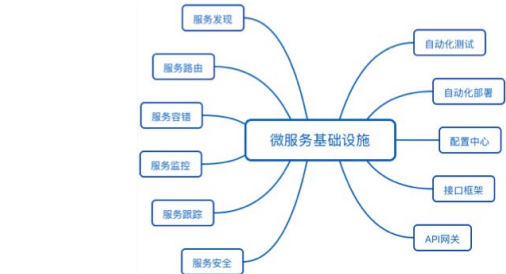 服务发现
服务路由
服务容错
服务监控
服务跟踪
服务安全
微服务基础设施
自动化测试
自动化部署
配置中心
接口框架
API网关